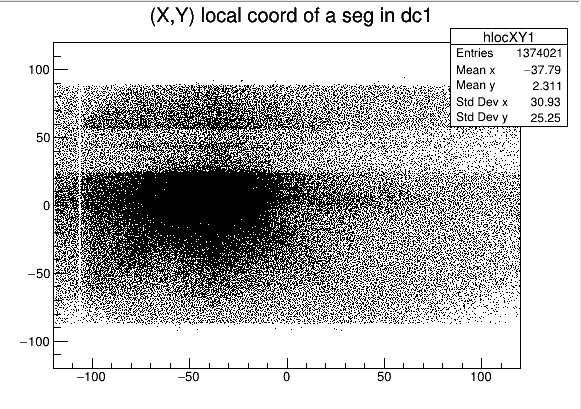 (X,Y) local coord of a seg in dc1
hlocXY1
Entries 1374021
Mean x −37.79
Mean y 2.311
Std Dev x 30.93
Std Dev y 25.25
100
50
0
−50
−100
−100 −50 0 50 100